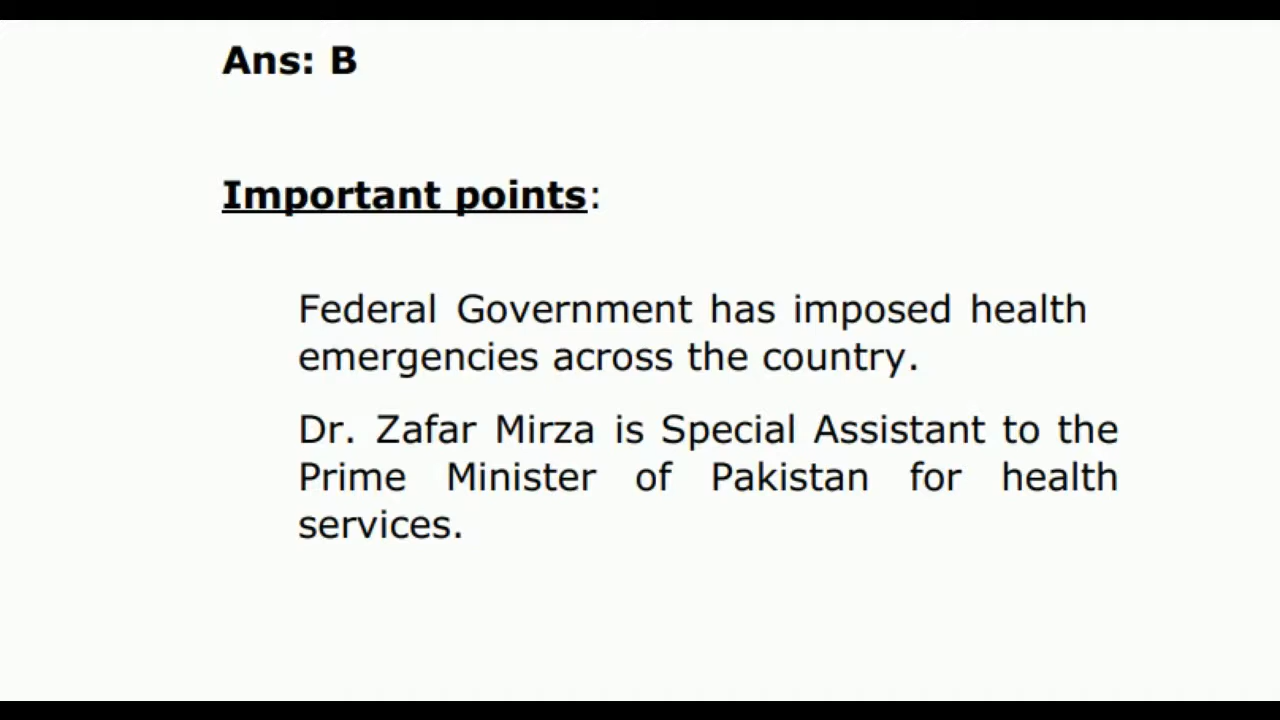 Ans: B
Important points:
Federal Government has imposed health
emergencies across the country.
Dr. Zafar Mirza is Special Assistant to the
Prime Minister of Pakistan for health
services.